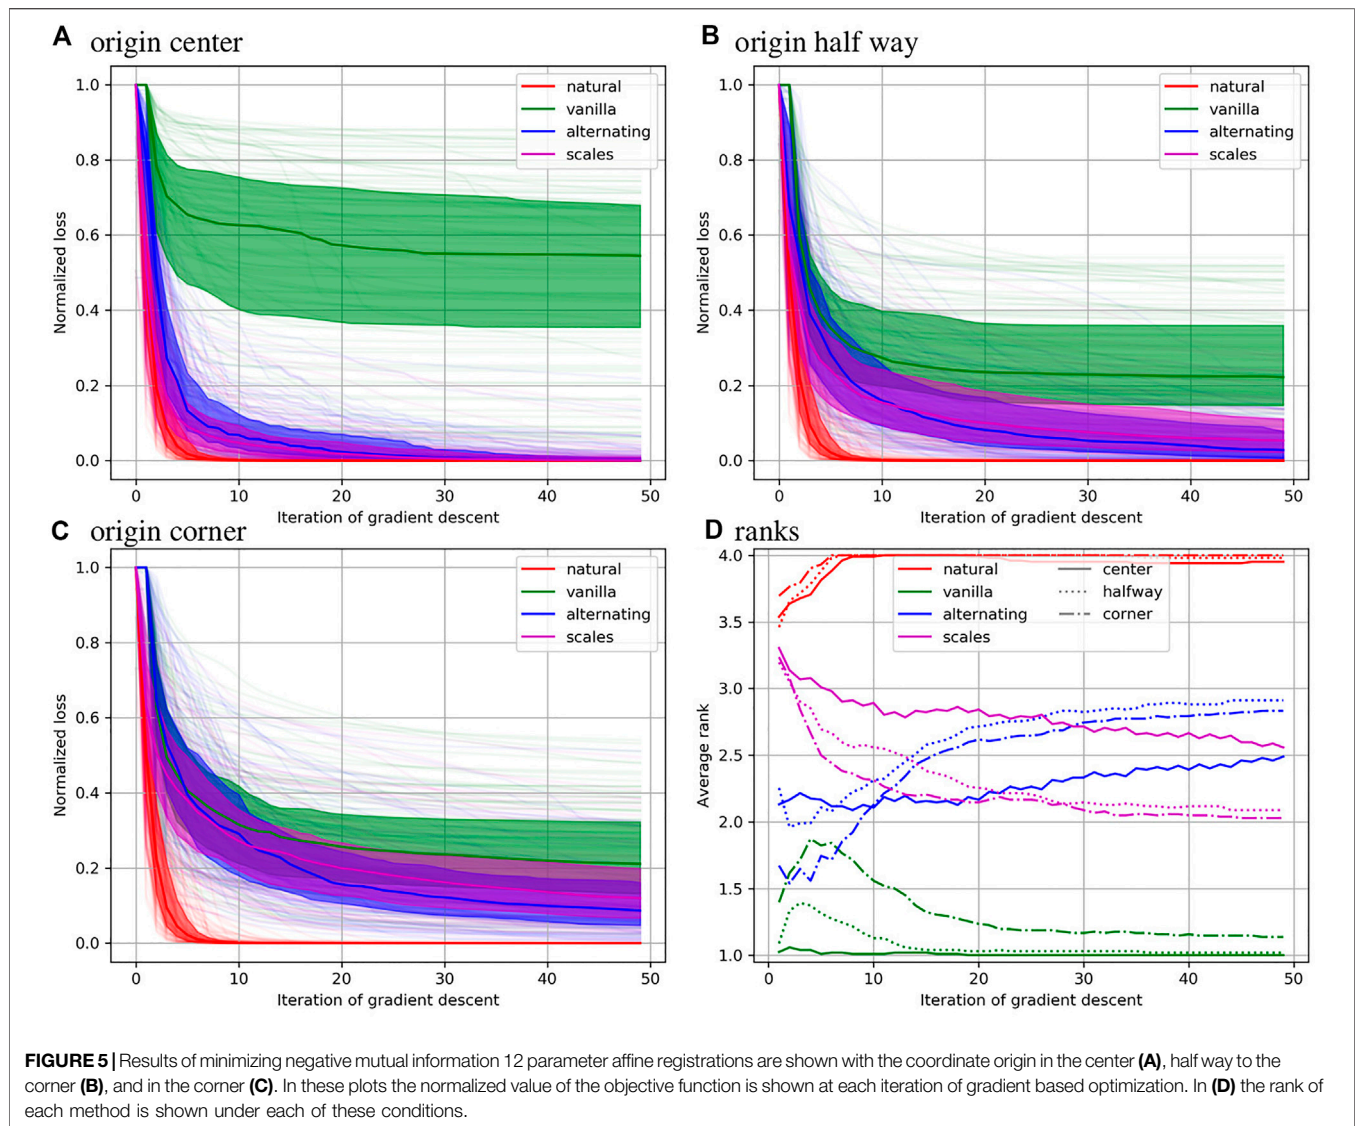 A origin center
1.0
0.8
0.6
0.4
0.2
0.0
Normalized loss
natural
vanilla
alternating
scales
0 10 20 30 40 50
Iteration of gradient descent
B origin half way
1.0
0.8
0.6
0.4
0.2
0.0
Normalized loss
natural
vanilla
alternating
scales
0 10 20 30 40 50
Iteration of gradient descent
C origin corner
1.0
0.8
0.6
0.4
0.2
0.0
Normalized loss
natural
vanilla
alternating
scales
0 10 20 30 40 50
Iteration of gradient descent
D ranks
4.0
3.5
3.0
2.5
2.0
1.5
1.0
Average rank
natural center
vanilla halfway
alternating corner
scales
0 10 20 30 40 50
Iteration of gradient descent
FIGURE 5 | Results of minimizing negative mutual information 12 parameter affine registrations are shown with the coordinate origin in the center (A), half way to the
corner (B), and in the corner (C). In these plots the normalized value of the objective function is shown at each iteration of gradient based optimization. In (D) the rank of
each method is shown under each of these conditions.